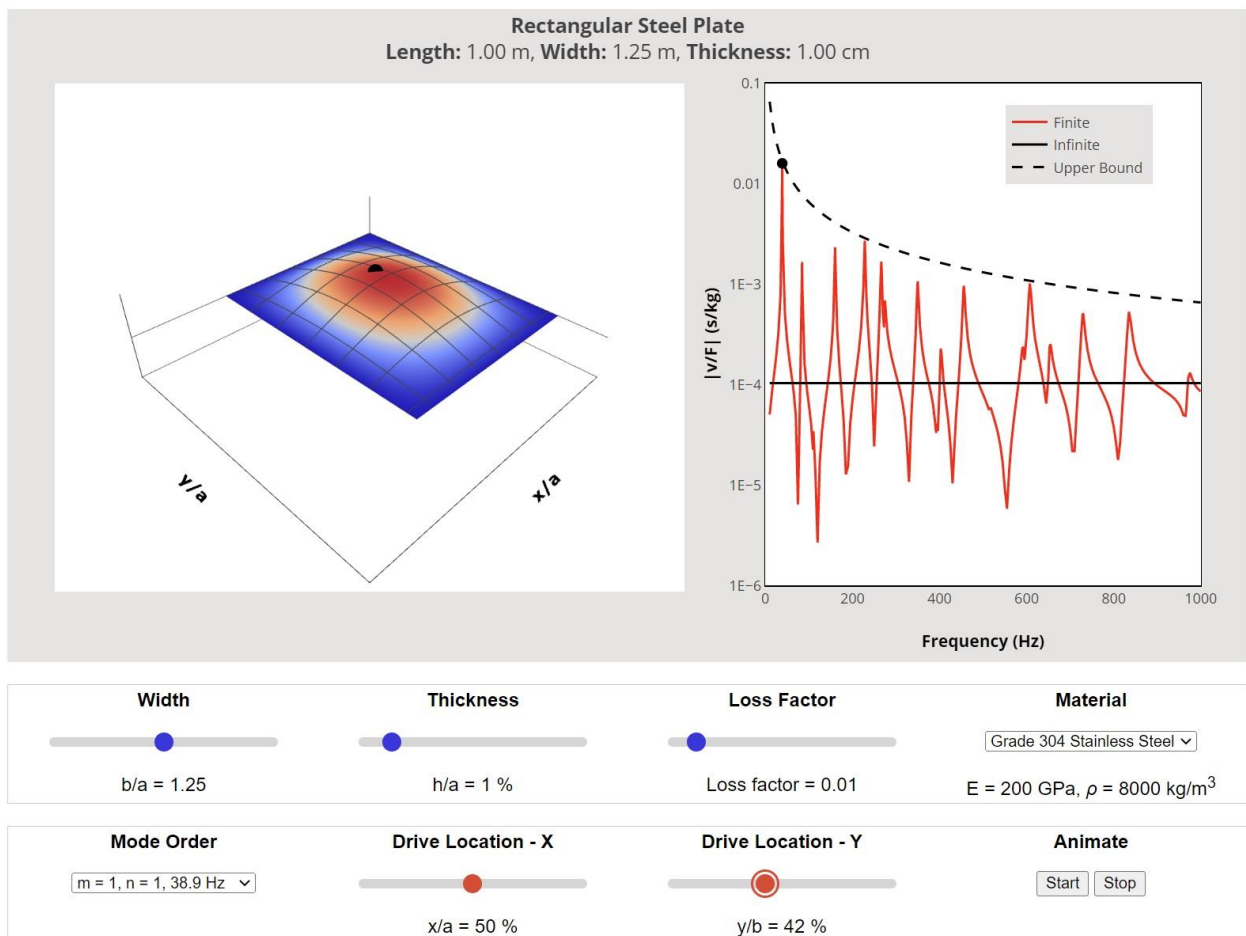 Rectangular Steel Plate
Length: 1.00 m, Width: 1.25 m, Thickness: 1.00 cm
y/a
x/a
0.1
0.01
1E−3
1E−4
1E−5
1E−6
|v/F| (s/kg)
Finite
Infinite
Upper Bound
0 200 400 600 800 1000
Frequency (Hz)
Width Thickness Loss Factor Material
Grade 304 Stainless Steel
b/a = 1.25 h/a = 1 % Loss factor = 0.01 E = 200 GPa, ρ = 8000 kg/m³
Mode Order Drive Location - X Drive Location - Y Animate
m = 1, n = 1, 38.9 Hz Start Stop
x/a = 50 % y/b = 42 %